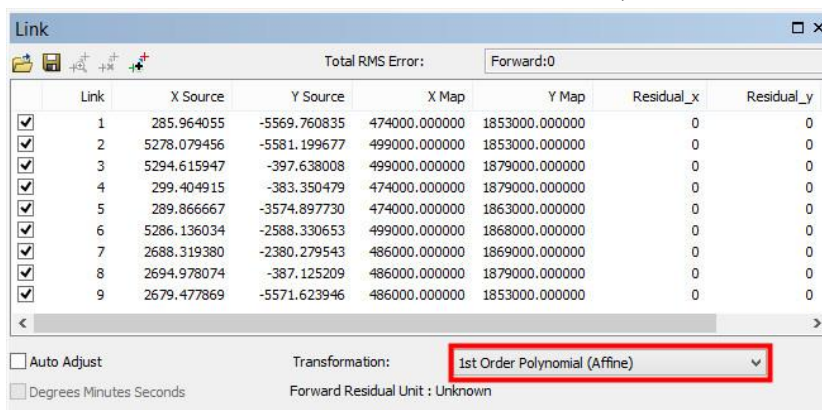 Link
Total RMS Error: Forward:0
Link X Source Y Source X Map Y Map Residual_x Residual_y
1 285.964055 -5569.760835 474000.000000 1853000.000000 0 0
2 5278.079456 -5581.199677 499000.000000 1853000.000000 0 0
3 5294.615947 -397.638008 499000.000000 1879000.000000 0 0
4 299.404915 -383.350479 474000.000000 1879000.000000 0 0
5 289.866667 -3574.897730 474000.000000 1863000.000000 0 0
6 5286.136034 -2588.330653 499000.000000 1868000.000000 0 0
7 2688.319380 -2380.279543 486000.000000 1869000.000000 0 0
8 2694.978074 -387.125209 486000.000000 1879000.000000 0 0
9 2679.477869 -5571.623946 486000.000000 1853000.000000 0 0
Auto Adjust Transformation: 1st Order Polynomial (Affine)
Degrees Minutes Seconds Forward Residual Unit : Unknown